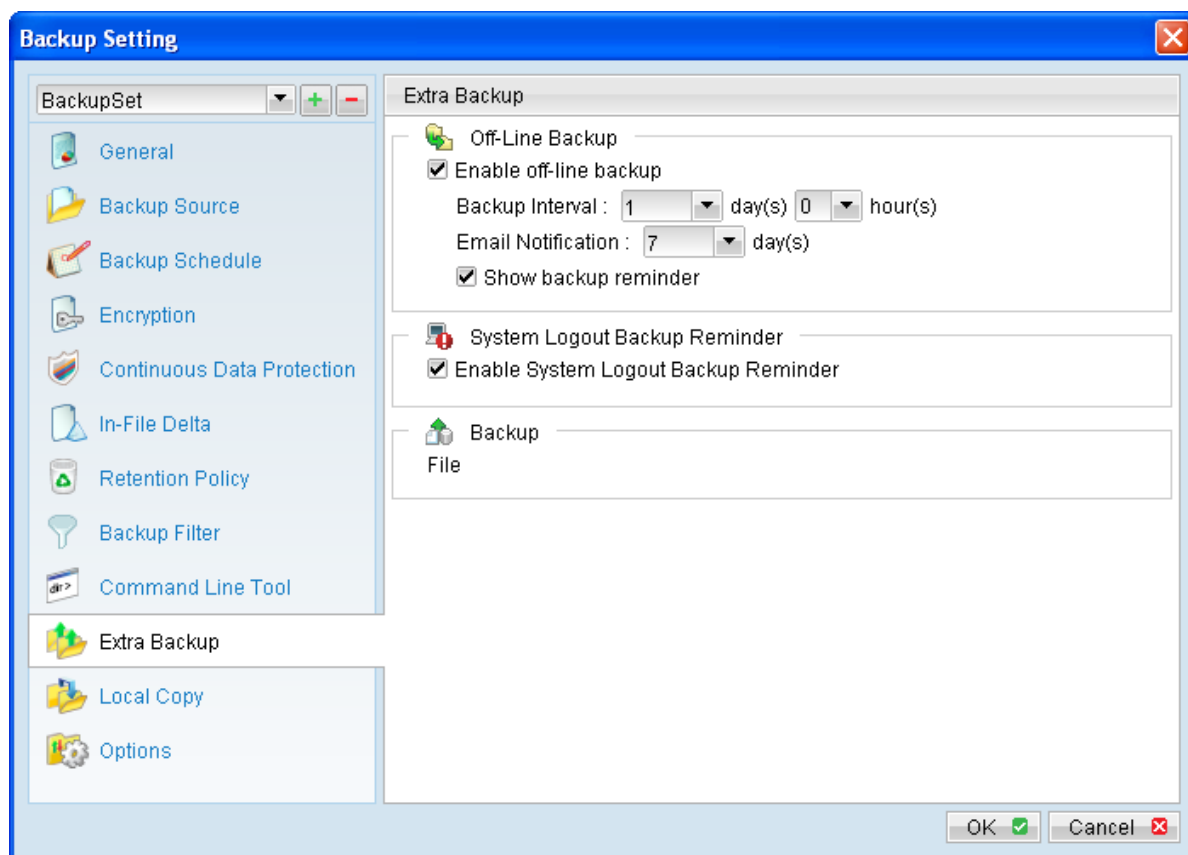 Backup Setting
BackupSet
General
Backup Source
Backup Schedule
Encryption
Continuous Data Protection
In-File Delta
Retention Policy
Backup Filter
dir>
Command Line Tool
Extra Backup
Local Copy
Options
Extra Backup
Off-Line Backup
Enable off-line backup
Backup Interval : 1 day(s) 0 hour(s)
Email Notification : 7 day(s)
Show backup reminder
System Logout Backup Reminder
Enable System Logout Backup Reminder
Backup
File
OK Cancel